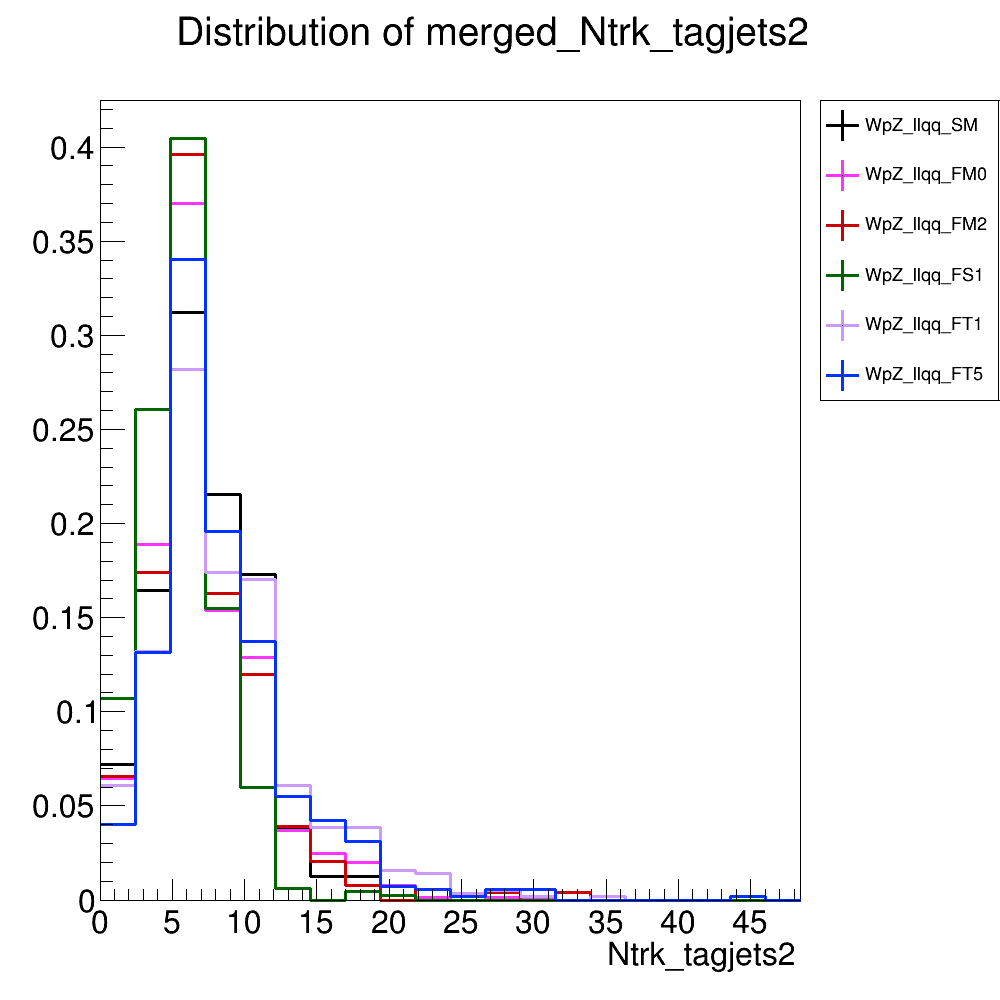 Distribution of merged_Ntrk_tagjets2
WpZ_llqq_SM
WpZ_llqq_FM0
WpZ_llqq_FM2
WpZ_llqq_FS1
WpZ_llqq_FT1
WpZ_llqq_FT5
0.4
0.35
0.3
0.25
0.2
0.15
0.1
0.05
0
0 5 10 15 20 25 30 35 40 45
Ntrk_tagjets2